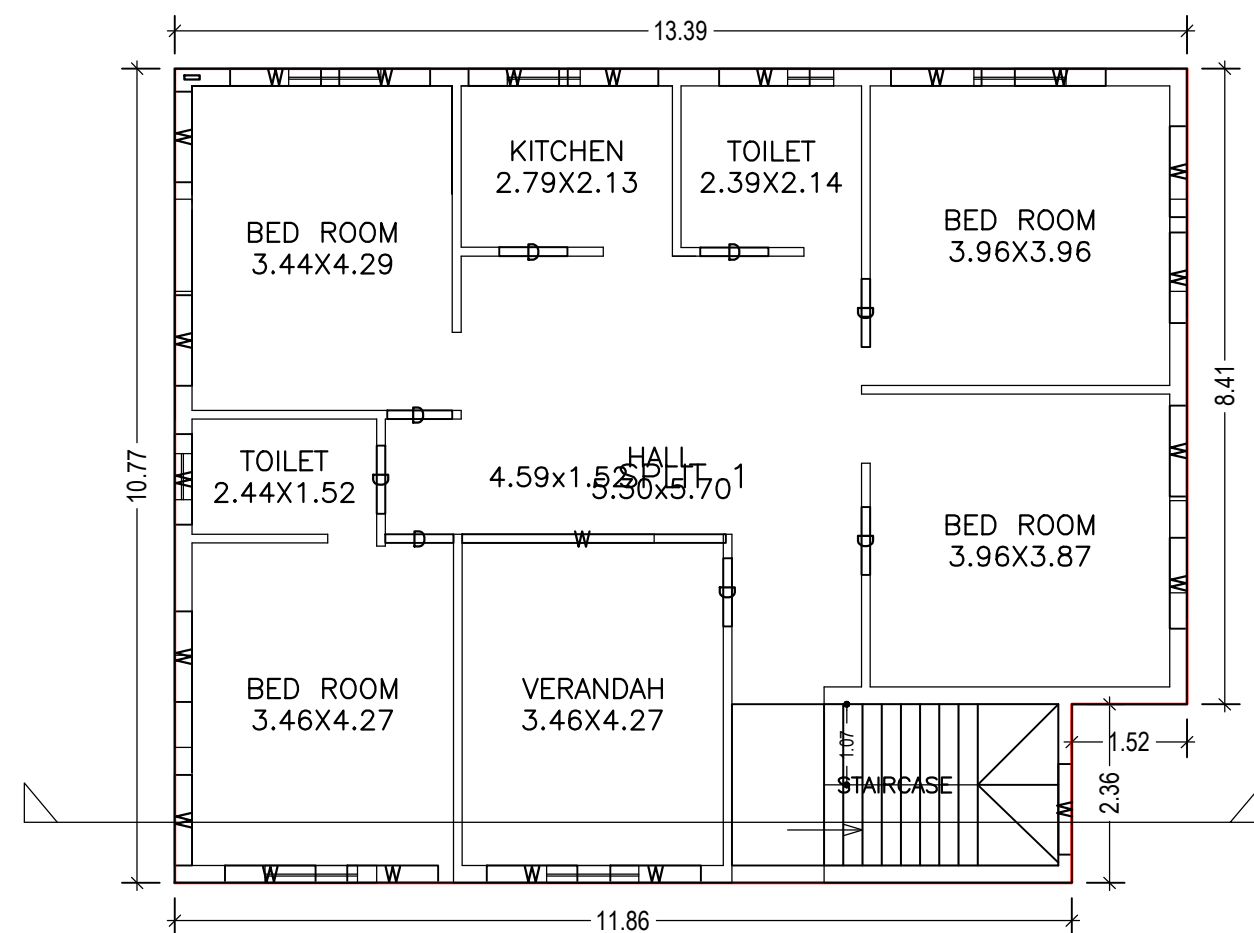 13.39
W W W W W W W
KITCHEN
2.79X2.13
TOILET
2.39X2.14
W
W
BED ROOM
3.44X4.29
BED ROOM
3.96X3.96
D D
W
D
W
8.41
D
W
10.77
TOILET
2.44X1.52
W
D
HALL
4.59x1.52
SPLIT 1
5.30x5.70
D W D
BED ROOM
3.96X3.87
W
D
W
BED ROOM
3.46X4.27
VERANDAH
3.46X4.27
1.07
1.52
STAIRCASE
2.36
W
W
W W W W
11.86